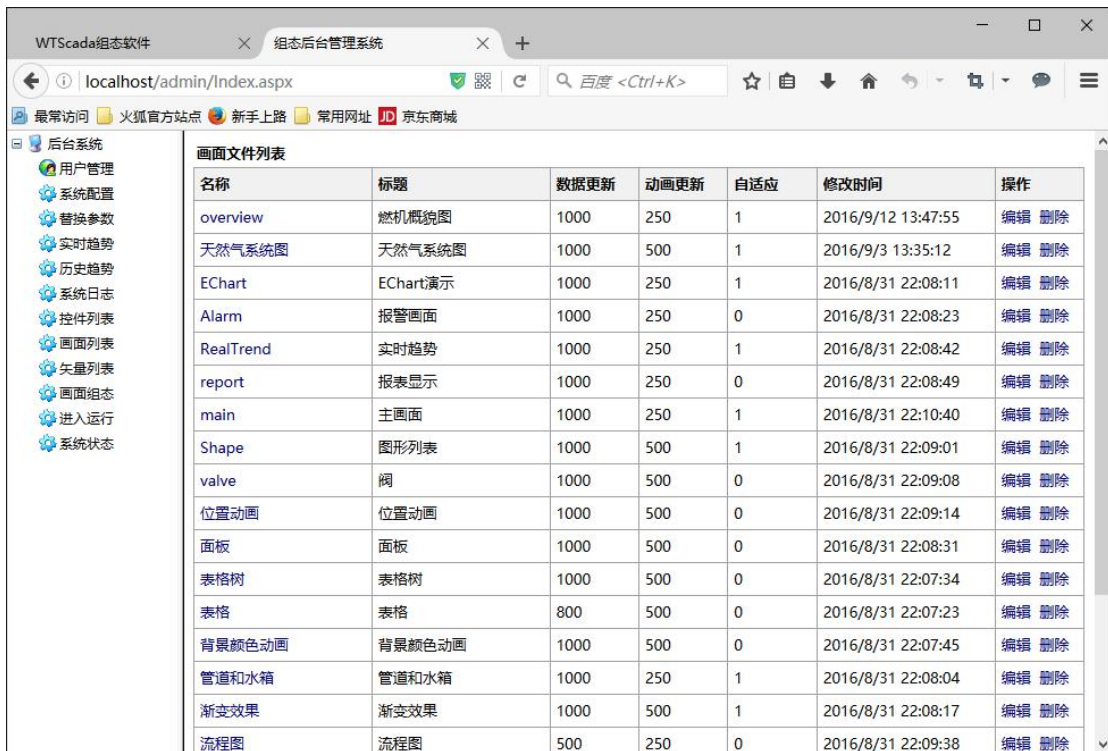 WTScada组态软件
组态后台管理系统
localhost/admin/Index.aspx
百度 <Ctrl+K>
最常访问 火狐官方站点 新手上路 常用网址 JD 京东商城
后台系统
用户管理
系统配置
替换参数
实时趋势
历史趋势
系统日志
控件列表
画面列表
矢量列表
画面组态
进入运行
系统状态
画面文件列表
名称 标题 数据更新 动画更新 自适应 修改时间 操作
overview 燃机概貌图 1000 250 1 2016/9/12 13:47:55 编辑 删除
天然气系统图 天然气系统图 1000 500 1 2016/9/3 13:35:12 编辑 删除
EChart EChart演示 1000 250 1 2016/8/31 22:08:11 编辑 删除
Alarm 报警画面 1000 250 0 2016/8/31 22:08:23 编辑 删除
RealTrend 实时趋势 1000 250 1 2016/8/31 22:08:42 编辑 删除
report 报表显示 1000 250 0 2016/8/31 22:08:49 编辑 删除
main 主画面 1000 250 1 2016/8/31 22:10:40 编辑 删除
Shape 图形列表 1000 500 1 2016/8/31 22:09:01 编辑 删除
valve 阀 1000 500 0 2016/8/31 22:09:08 编辑 删除
位置动画 位置动画 1000 500 0 2016/8/31 22:09:14 编辑 删除
面板 面板 1000 500 0 2016/8/31 22:08:31 编辑 删除
表格树 表格树 1000 500 0 2016/8/31 22:07:34 编辑 删除
表格 表格 800 500 0 2016/8/31 22:07:23 编辑 删除
背景颜色动画 背景颜色动画 1000 500 0 2016/8/31 22:07:45 编辑 删除
管道和水箱 管道和水箱 1000 250 1 2016/8/31 22:08:04 编辑 删除
渐变效果 渐变效果 1000 500 1 2016/8/31 22:08:17 编辑 删除
流程图 流程图 500 250 0 2016/8/31 22:09:38 编辑 删除